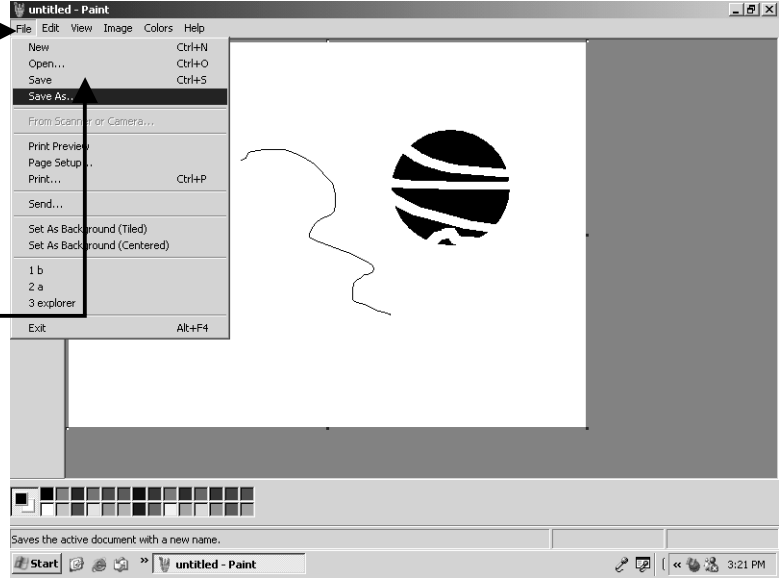 untitled - Paint
File Edit View Image Colors Help
New Ctrl+N
Open... Ctrl+O
Save Ctrl+S
Save As...
From Scanner or Camera...
Print Preview
Page Setup...
Print... Ctrl+P
Send...
Set As Background (Tiled)
Set As Background (Centered)
1 b
2 a
3 explorer
Exit Alt+F4
Saves the active document with a new name.
Start » untitled - Paint « 3:21 PM